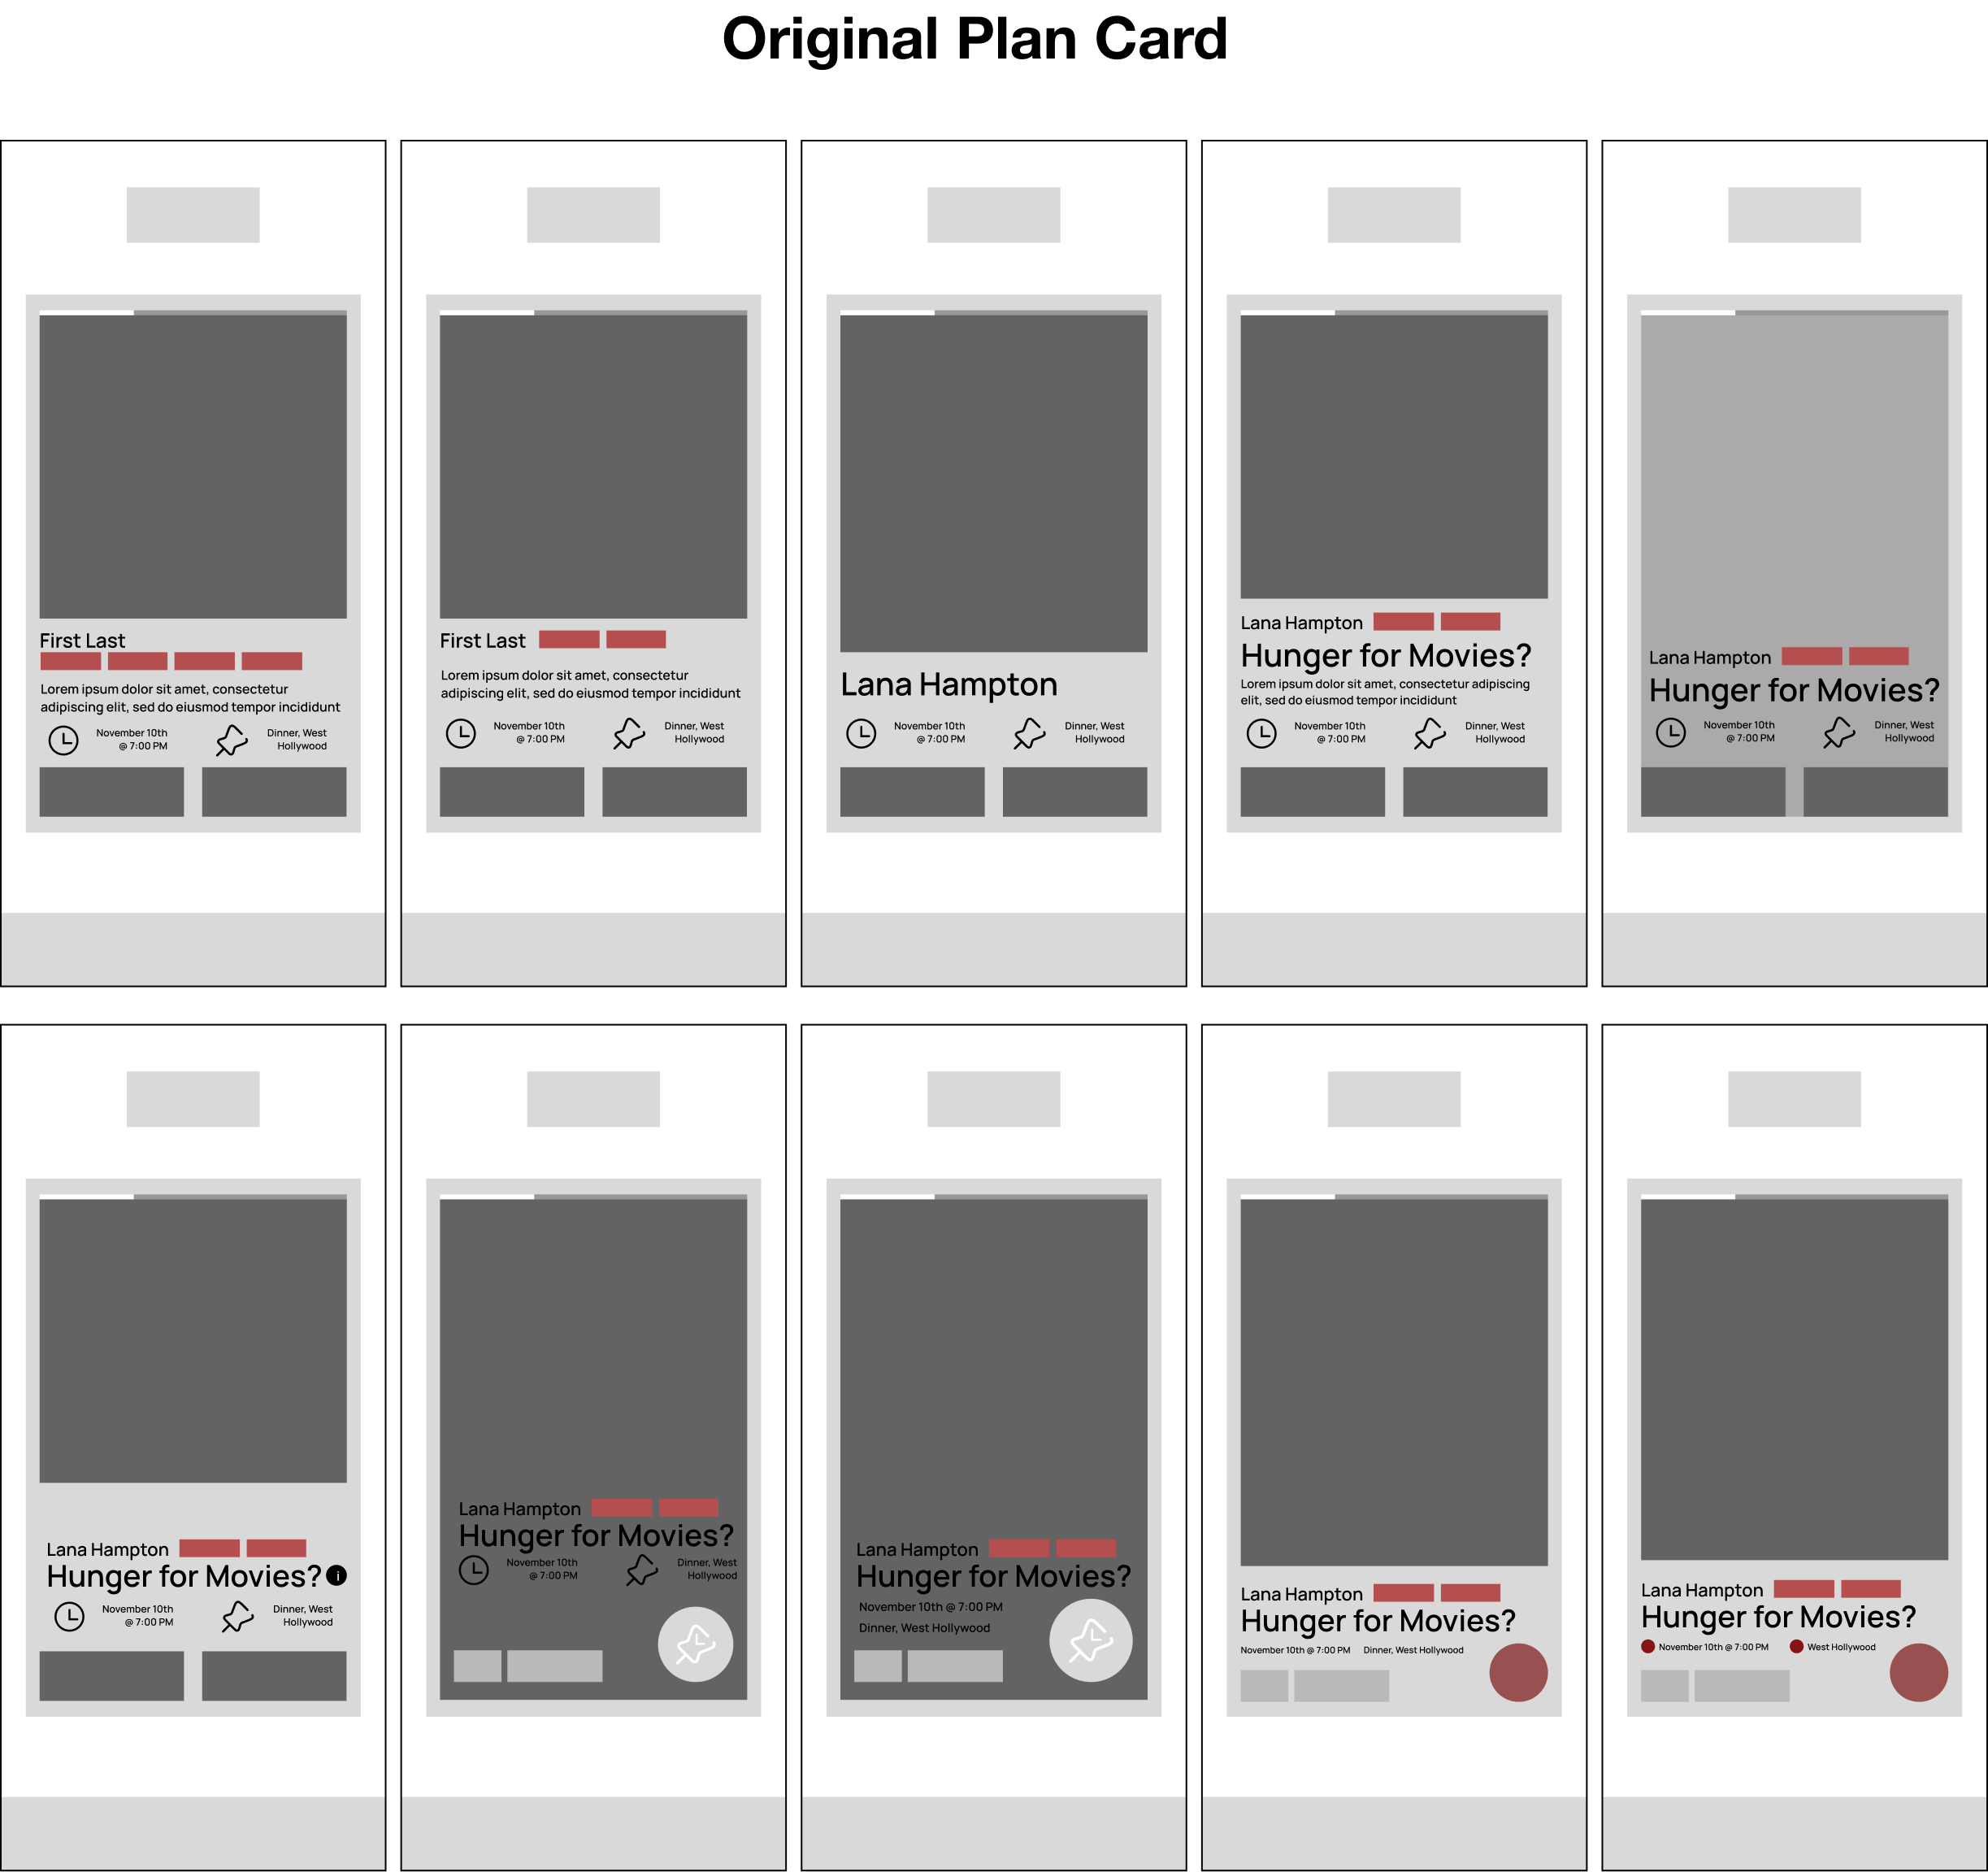 Original Plan Card
First Last
Lorem ipsum dolor sit amet, consectetur
adipiscing elit, sed do eiusmod tempor incididunt
November 10th
@ 7:00 PM
Dinner, West
Hollywood
First Last
Lorem ipsum dolor sit amet, consectetur
adipiscing elit, sed do eiusmod tempor incididunt
November 10th
@ 7:00 PM
Dinner, West
Hollywood
Lana Hampton
November 10th
@ 7:00 PM
Dinner, West
Hollywood
Lana Hampton
Hunger for Movies?
Lorem ipsum dolor sit amet, consectetur adipiscing
elit, sed do eiusmod tempor incididunt
November 10th
@ 7:00 PM
Dinner, West
Hollywood
Lana Hampton
Hunger for Movies?
November 10th
@ 7:00 PM
Dinner, West
Hollywood
Lana Hampton
Hunger for Movies? i
November 10th
@ 7:00 PM
Dinner, West
Hollywood
Lana Hampton
Hunger for Movies?
November 10th
@ 7:00 PM
Dinner, West
Hollywood
Lana Hampton
Hunger for Movies?
November 10th @ 7:00 PM
Dinner, West Hollywood
Lana Hampton
Hunger for Movies?
November 10th @ 7:00 PM Dinner, West Hollywood
Lana Hampton
Hunger for Movies?
November 10th @ 7:00 PM West Hollywood